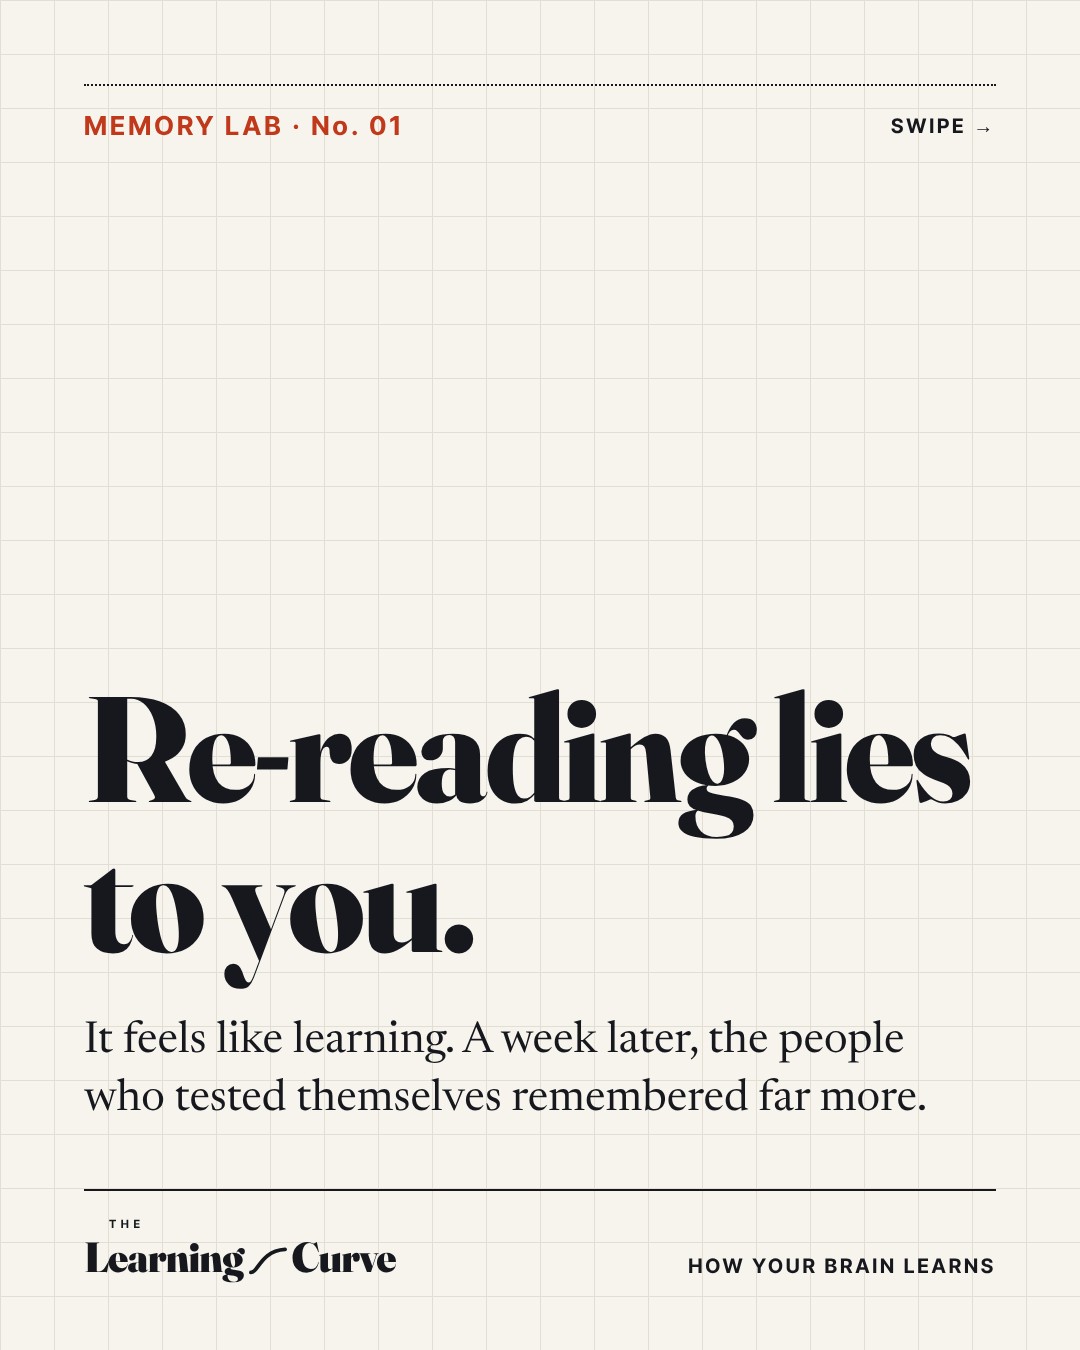 MEMORY LAB · No. 01
SWIPE →
Re-reading lies
to you.
It feels like learning. A week later, the people
who tested themselves remembered far more.
THE
Learning Curve
HOW YOUR BRAIN LEARNS